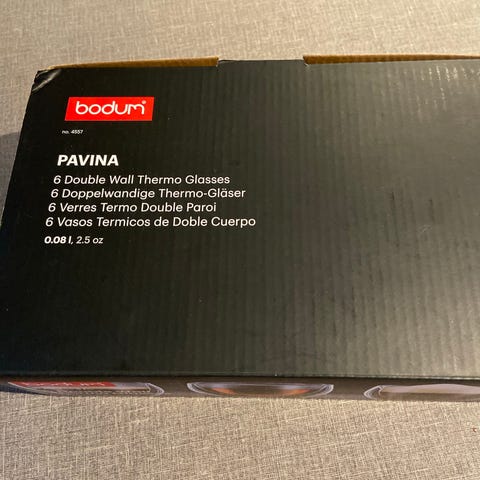 bodum®
no. 4557
PAVINA
6 Double Wall Thermo Glasses
6 Doppelwandige Thermo-Gläser
6 Verres Termo Double Paroi
6 Vasos Termicos de Doble Cuerpo
0.08 l, 2.5 oz
bodum